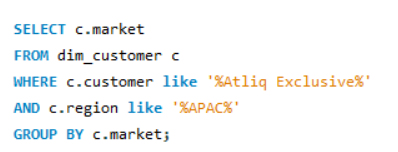 SELECT c.market
FROM dim_customer c
WHERE c.customer like '%Atliq Exclusive%'
AND c.region like '%APAC%'
GROUP BY c.market;